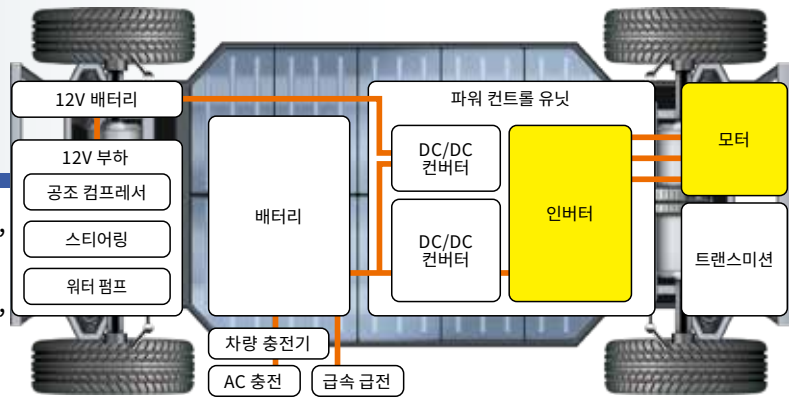 12V 배터리
12V 부하
공조 컴프레서
스티어링
워터 펌프
배터리
차량 충전기
AC 충전
급속 급전
파워 컨트롤 유닛
DC/DC
컨버터
DC/DC
컨버터
인버터
모터
트랜스미션
,
,